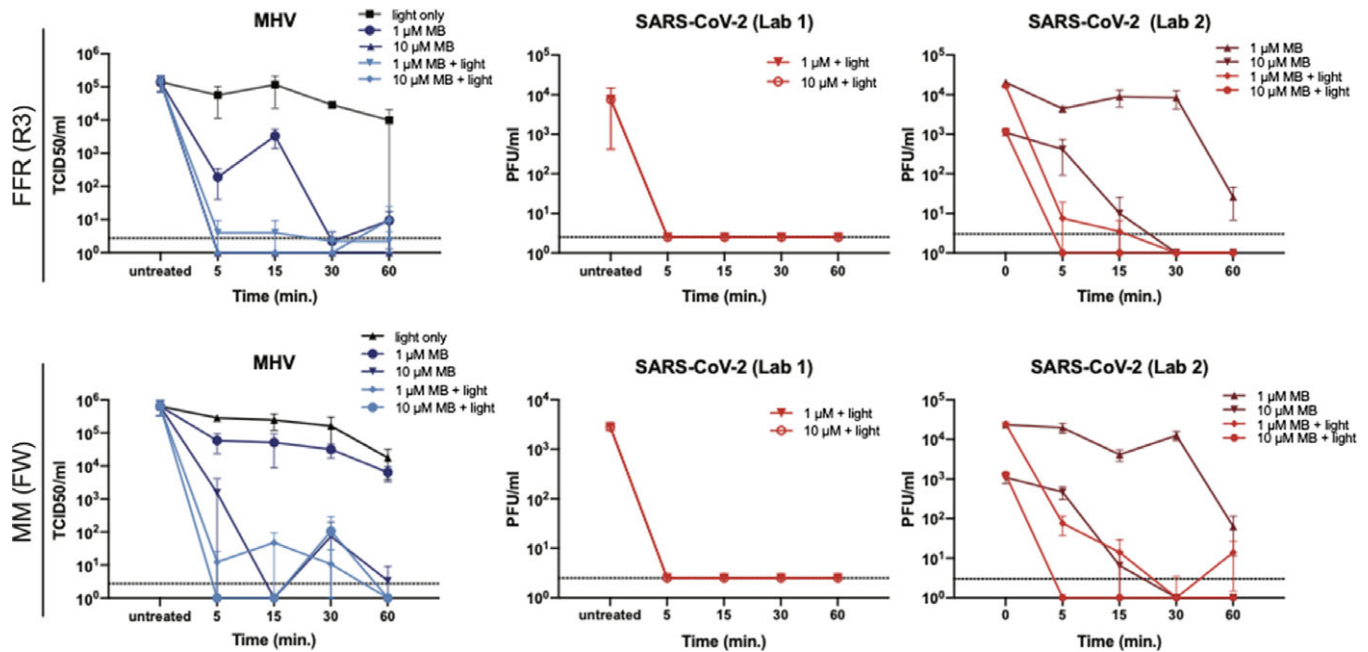 FFR (R3)
MHV
light only
1 µM MB
10 µM MB
1 µM MB + light
10 µM MB + light
TCID50/ml
10⁶
10⁵
10⁴
10³
10²
10¹
10⁰
untreated 5 15 30 60
Time (min.)
SARS-CoV-2 (Lab 1)
1 µM + light
10 µM + light
PFU/ml
10⁵
10⁴
10³
10²
10¹
10⁰
untreated 5 15 30 60
Time (min.)
SARS-CoV-2 (Lab 2)
1 µM MB
10 µM MB
1 µM MB + light
10 µM MB + light
PFU/ml
10⁵
10⁴
10³
10²
10¹
10⁰
0 5 15 30 60
Time (min.)
MM (FW)
MHV
light only
1 µM MB
10 µM MB
1 µM MB + light
10 µM MB + light
TCID50/ml
10⁶
10⁵
10⁴
10³
10²
10¹
10⁰
untreated 5 15 30 60
Time (min.)
SARS-CoV-2 (Lab 1)
1 µM + light
10 µM + light
PFU/ml
10⁴
10³
10²
10¹
10⁰
untreated 5 15 30 60
Time (min.)
SARS-CoV-2 (Lab 2)
1 µM MB
10 µM MB
1 µM MB + light
10 µM MB + light
PFU/ml
10⁵
10⁴
10³
10²
10¹
10⁰
0 5 15 30 60
Time (min.)